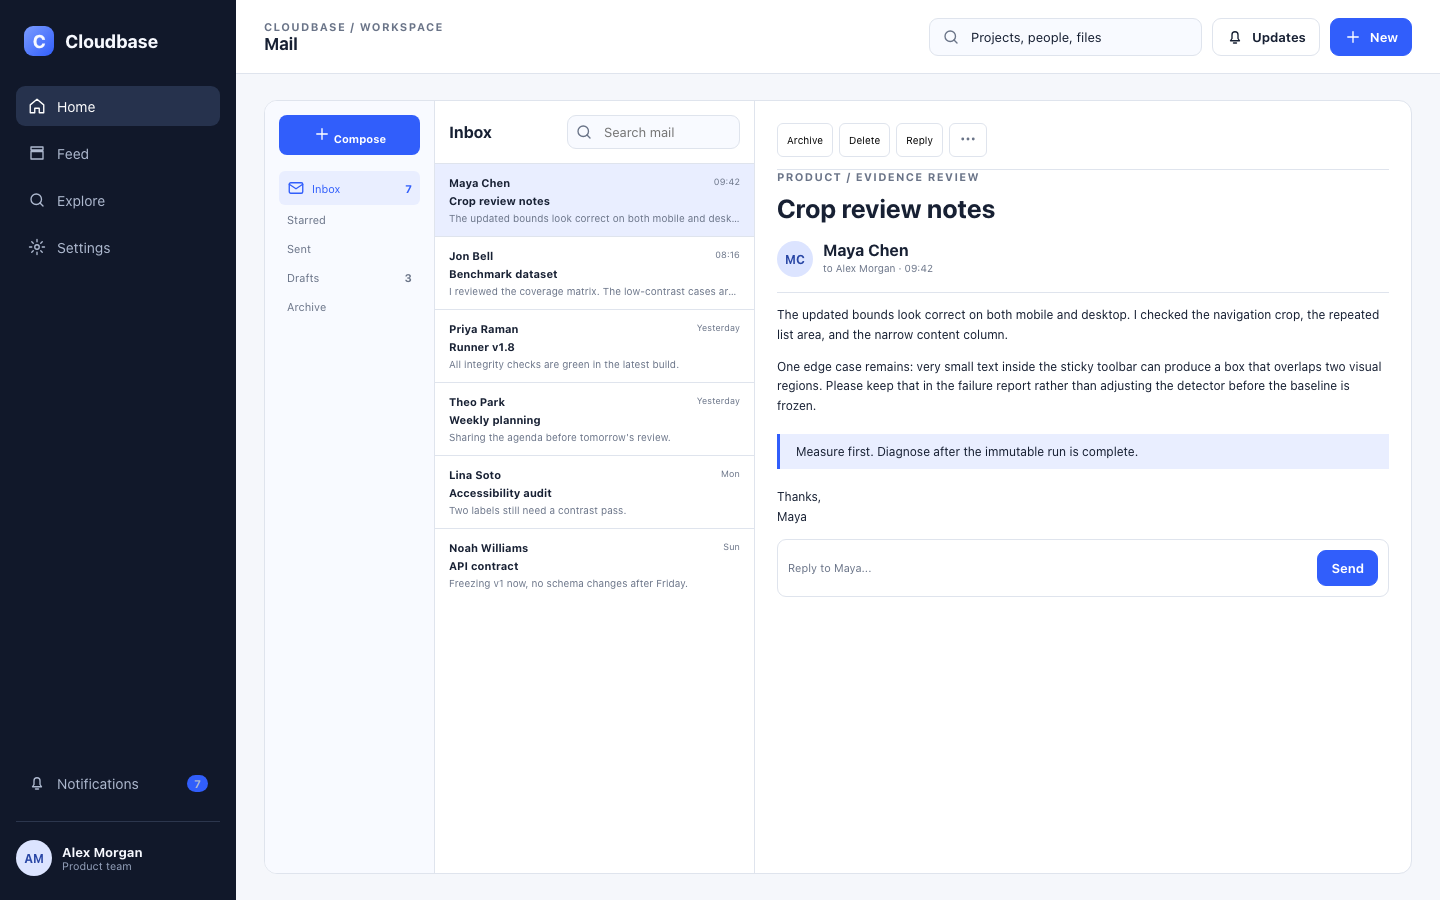 C Cloudbase
Home
Feed
Explore
Settings
Notifications 7
AM Alex Morgan
Product team
CLOUDBASE / WORKSPACE
Mail
Projects, people, files
Updates
New
Compose
Inbox 7
Starred
Sent
Drafts 3
Archive
Inbox
Search mail
Maya Chen 09:42
Crop review notes
The updated bounds look correct on both mobile and desk...
Jon Bell 08:16
Benchmark dataset
I reviewed the coverage matrix. The low-contrast cases ar...
Priya Raman Yesterday
Runner v1.8
All integrity checks are green in the latest build.
Theo Park Yesterday
Weekly planning
Sharing the agenda before tomorrow's review.
Lina Soto Mon
Accessibility audit
Two labels still need a contrast pass.
Noah Williams Sun
API contract
Freezing v1 now, no schema changes after Friday.
Archive Delete Reply ...
PRODUCT / EVIDENCE REVIEW
Crop review notes
MC Maya Chen
to Alex Morgan · 09:42
The updated bounds look correct on both mobile and desktop. I checked the navigation crop, the repeated
list area, and the narrow content column.
One edge case remains: very small text inside the sticky toolbar can produce a box that overlaps two visual
regions. Please keep that in the failure report rather than adjusting the detector before the baseline is
frozen.
Measure first. Diagnose after the immutable run is complete.
Thanks,
Maya
Reply to Maya...
Send